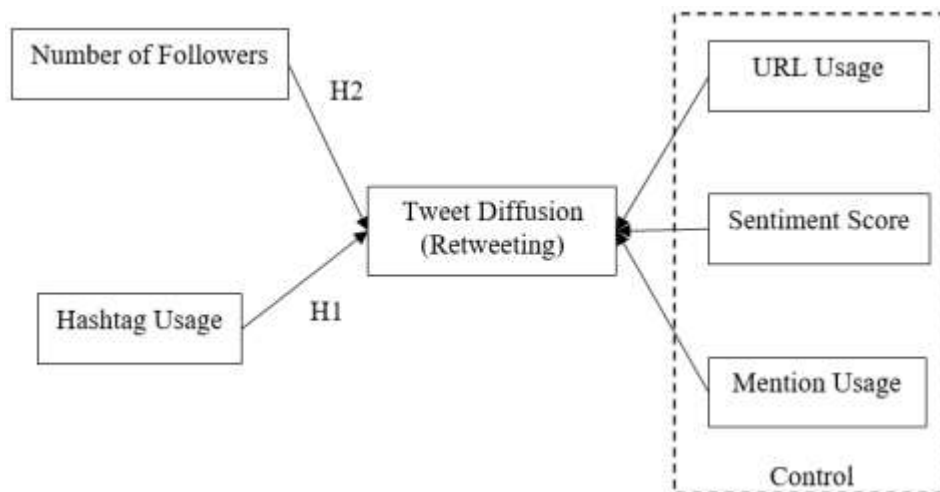 Number of Followers
H2
Hashtag Usage
H1
Tweet Diffusion
(Retweeting)
URL Usage
Sentiment Score
Mention Usage
Control